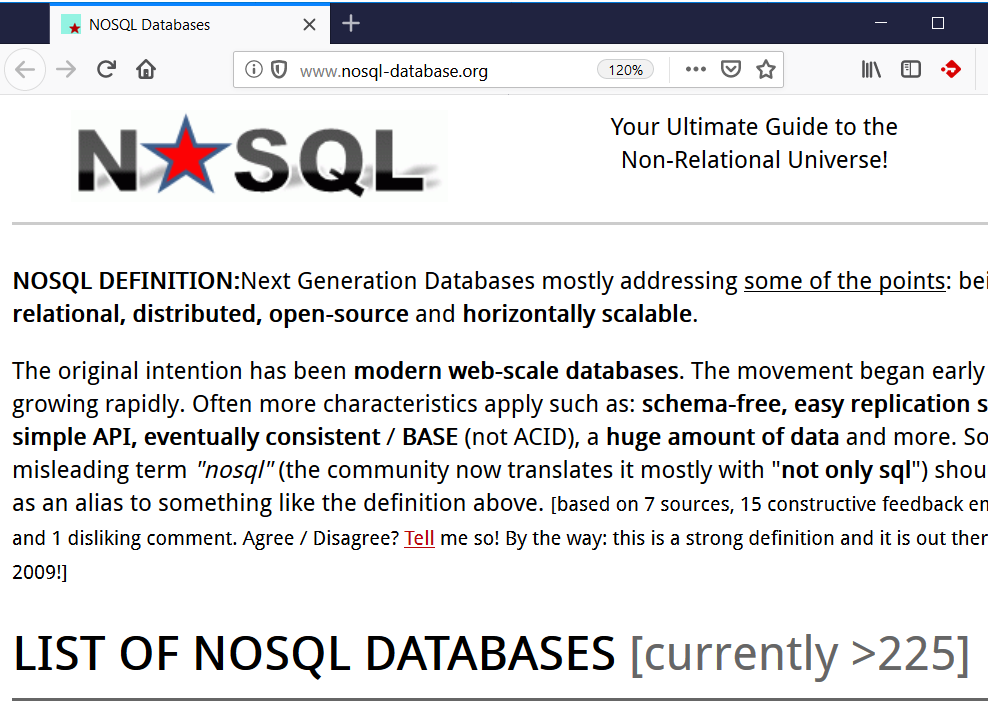 NOSQL Databases
www.nosql-database.org
120%
N★SQL
Your Ultimate Guide to the
Non-Relational Universe!
NOSQL DEFINITION:Next Generation Databases mostly addressing some of the points:
relational, distributed, open-source and horizontally scalable.
The original intention has been modern web-scale databases. The movement began early
growing rapidly. Often more characteristics apply such as: schema-free, easy replication
simple API, eventually consistent / BASE (not ACID), a huge amount of data and more. So
misleading term "nosql" (the community now translates it mostly with "not only sql")
as an alias to something like the definition above. [based on 7 sources, 15 constructive feedback
and 1 disliking comment. Agree / Disagree? Tell me so! By the way: this is a strong definition and it is out
2009!]
LIST OF NOSQL DATABASES [currently >225]